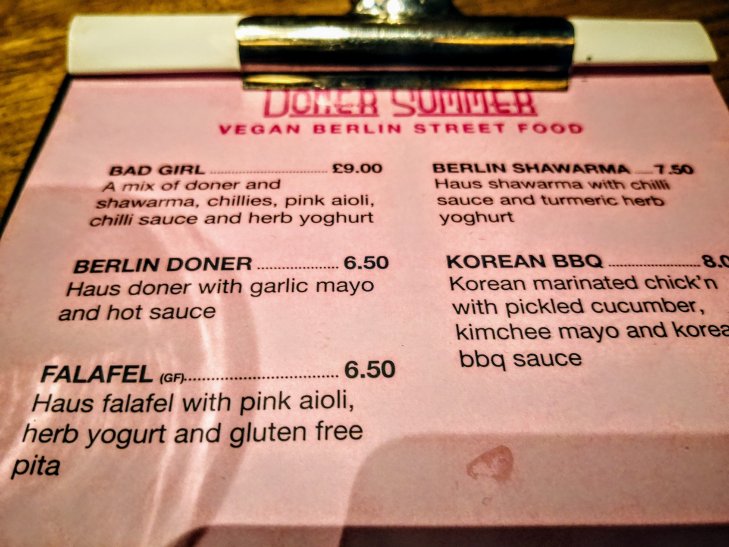 DONER SUMMER
VEGAN BERLIN STREET FOOD
BAD GIRL ........................ £9.00
A mix of doner and
shawarma, chillies, pink aioli,
chilli sauce and herb yoghurt
BERLIN DONER ................... 6.50
Haus doner with garlic mayo
and hot sauce
FALAFEL (GF)................................ 6.50
Haus falafel with pink aioli,
herb yogurt and gluten free
pita
BERLIN SHAWARMA ....7.50
Haus shawarma with chilli
sauce and turmeric herb
yoghurt
KOREAN BBQ .....................8.0
Korean marinated chick'n
with pickled cucumber,
kimchee mayo and korea
bbq sauce